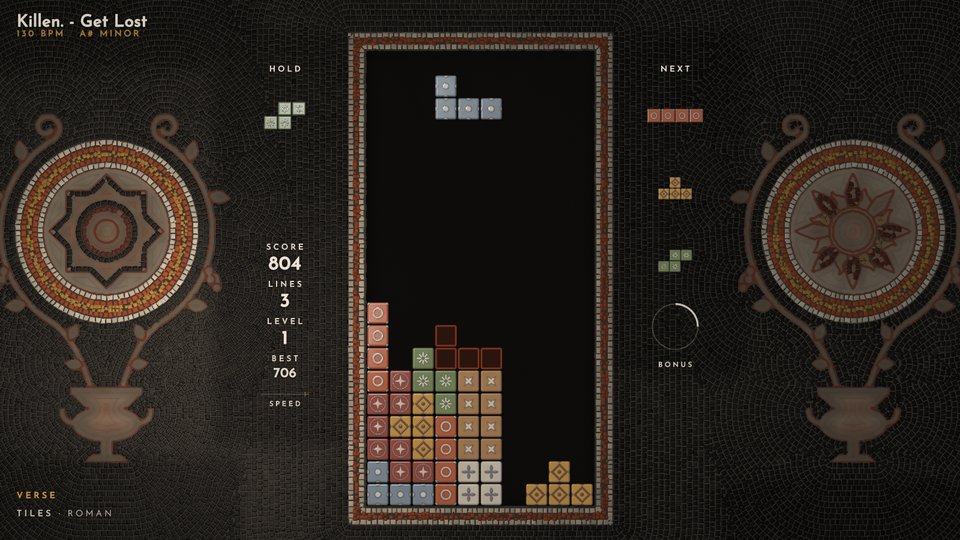 Killen. - Get Lost
130 BPM A# MINOR
HOLD
NEXT
SCORE
804
LINES
3
LEVEL
1
BEST
706
SPEED
BONUS
VERSE
TILES · ROMAN